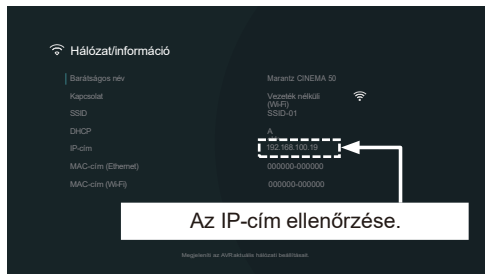 Hálózat/információ
Barátságos név Marantz CINEMA 50
Kapcsolat Vezeték nélküli
(Wi-Fi)
SSID SSID-01
DHCP A
IP-cím 192.168.100.19
MAC-cím (Ethernet) 000000-000000
MAC-cím (Wi-Fi) 000000-000000
Az IP-cím ellenőrzése.
Megjeleníti az AVR aktuális hálózati beállításait.